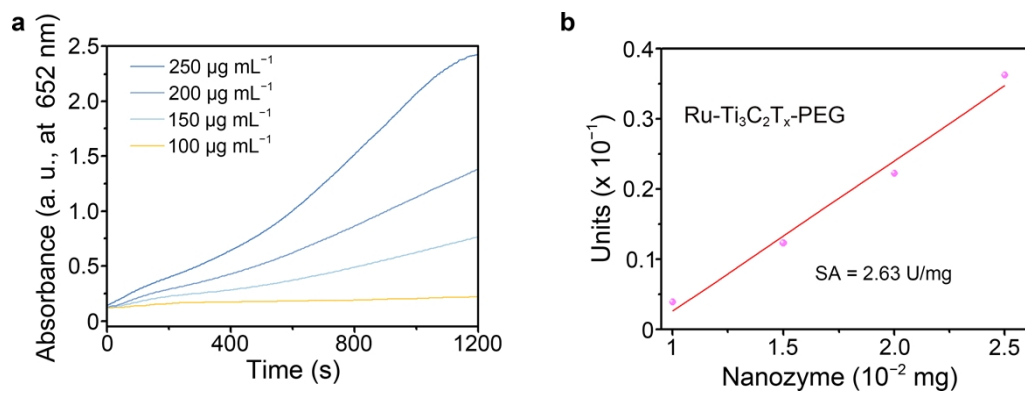 a
Absorbance (a. u., at 652 nm)
2.5
2.0
1.5
1.0
0.5
0
250 µg mL⁻¹
200 µg mL⁻¹
150 µg mL⁻¹
100 µg mL⁻¹
0
400
800
1200
Time (s)
b
Units (x 10⁻¹)
0.4
0.3
0.2
0.1
0
Ru-Ti₃C₂Tₓ-PEG
SA = 2.63 U/mg
1
1.5
2.0
2.5
Nanozyme (10⁻² mg)